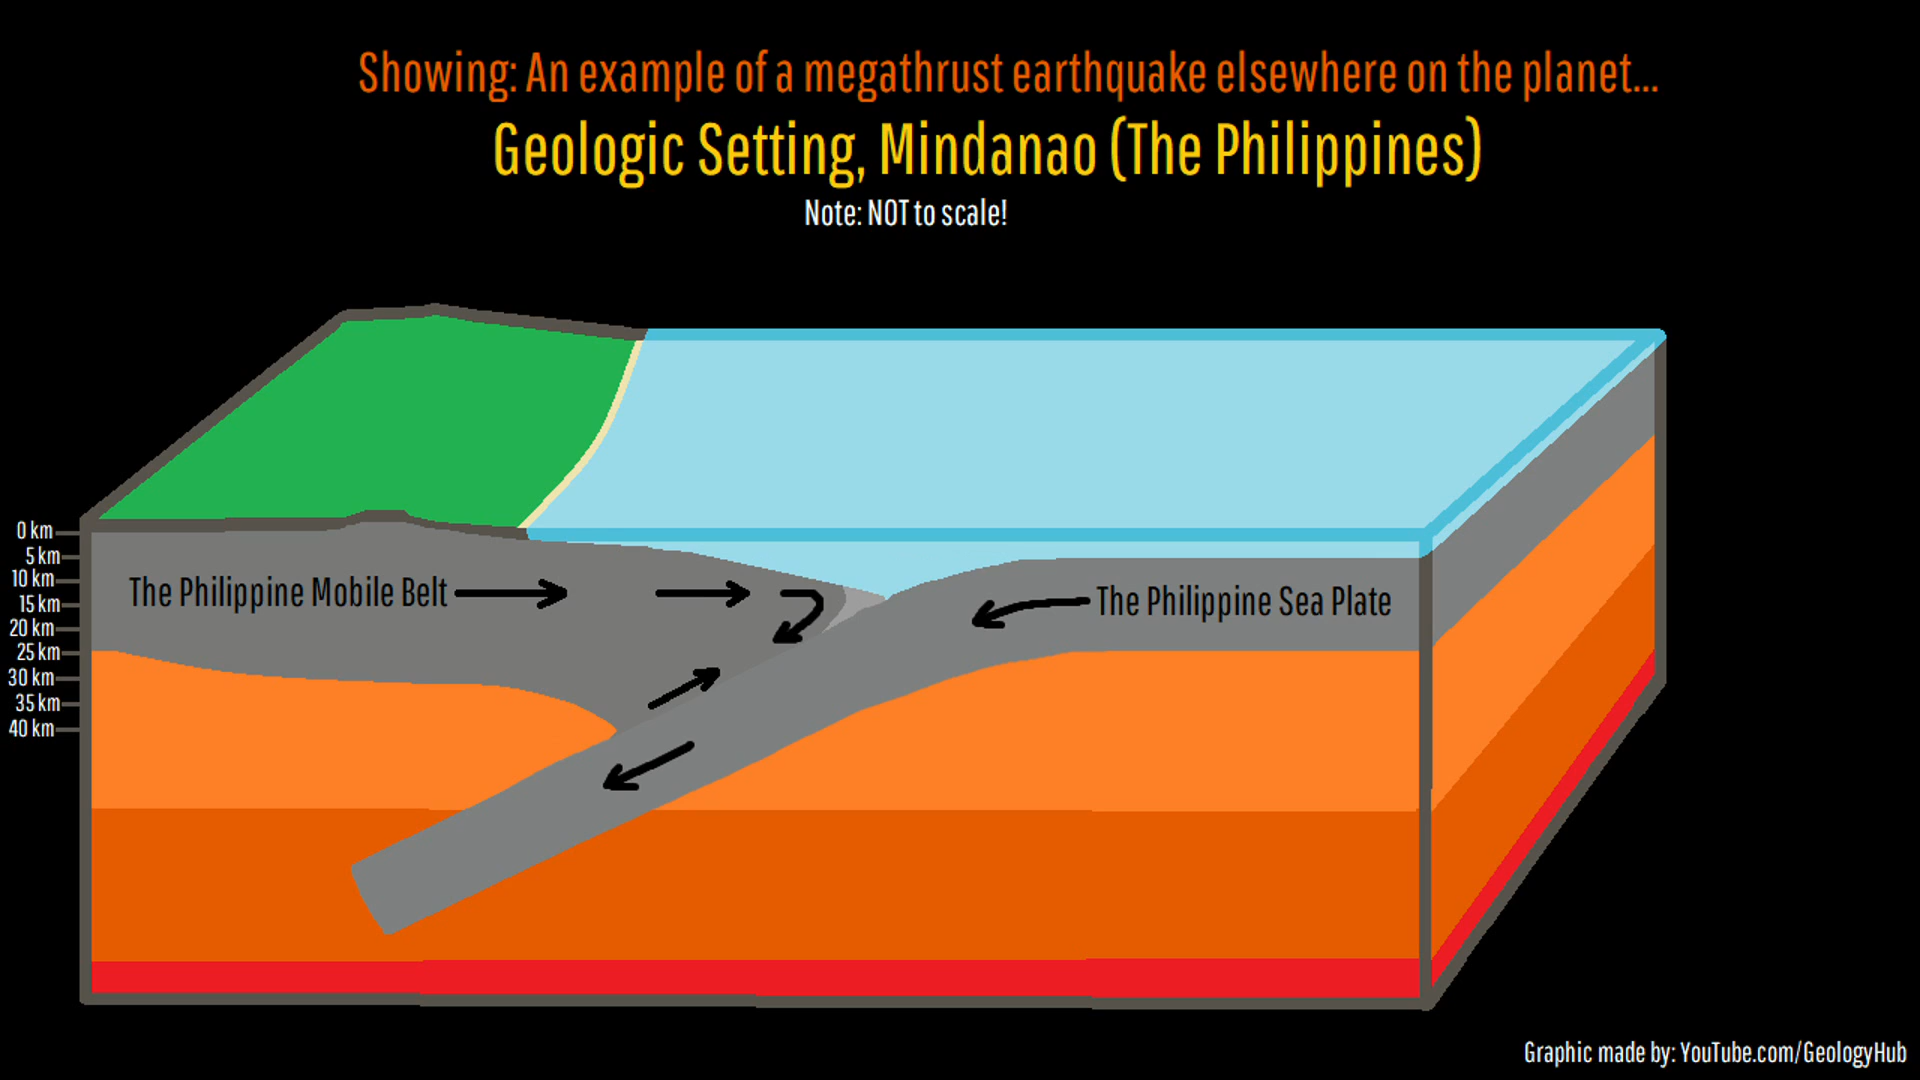 Showing: An example of a megathrust earthquake elsewhere on the planet...
Geologic Setting, Mindanao (The Philippines)
Note: NOT to scale!
0 km
5 km
10 km
15 km
20 km
25 km
30 km
35 km
40 km
The Philippine Mobile Belt
The Philippine Sea Plate
Graphic made by: YouTube.com/GeologyHub